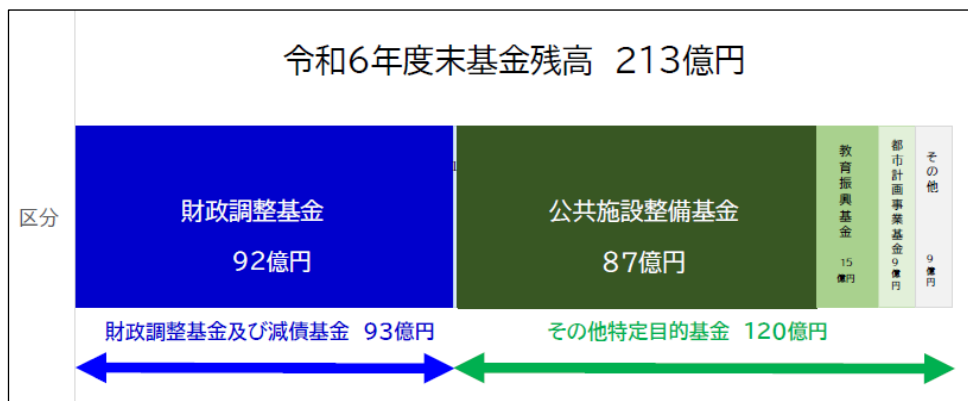 令和6年度末基金残高 213億円
区分
財政調整基金
92億円
1
公共施設整備基金
87億円
教育振興基金 15億円
都市計画事業基金9億円
その他 9億円
財政調整基金及び減債基金 93億円
その他特定目的基金 120億円